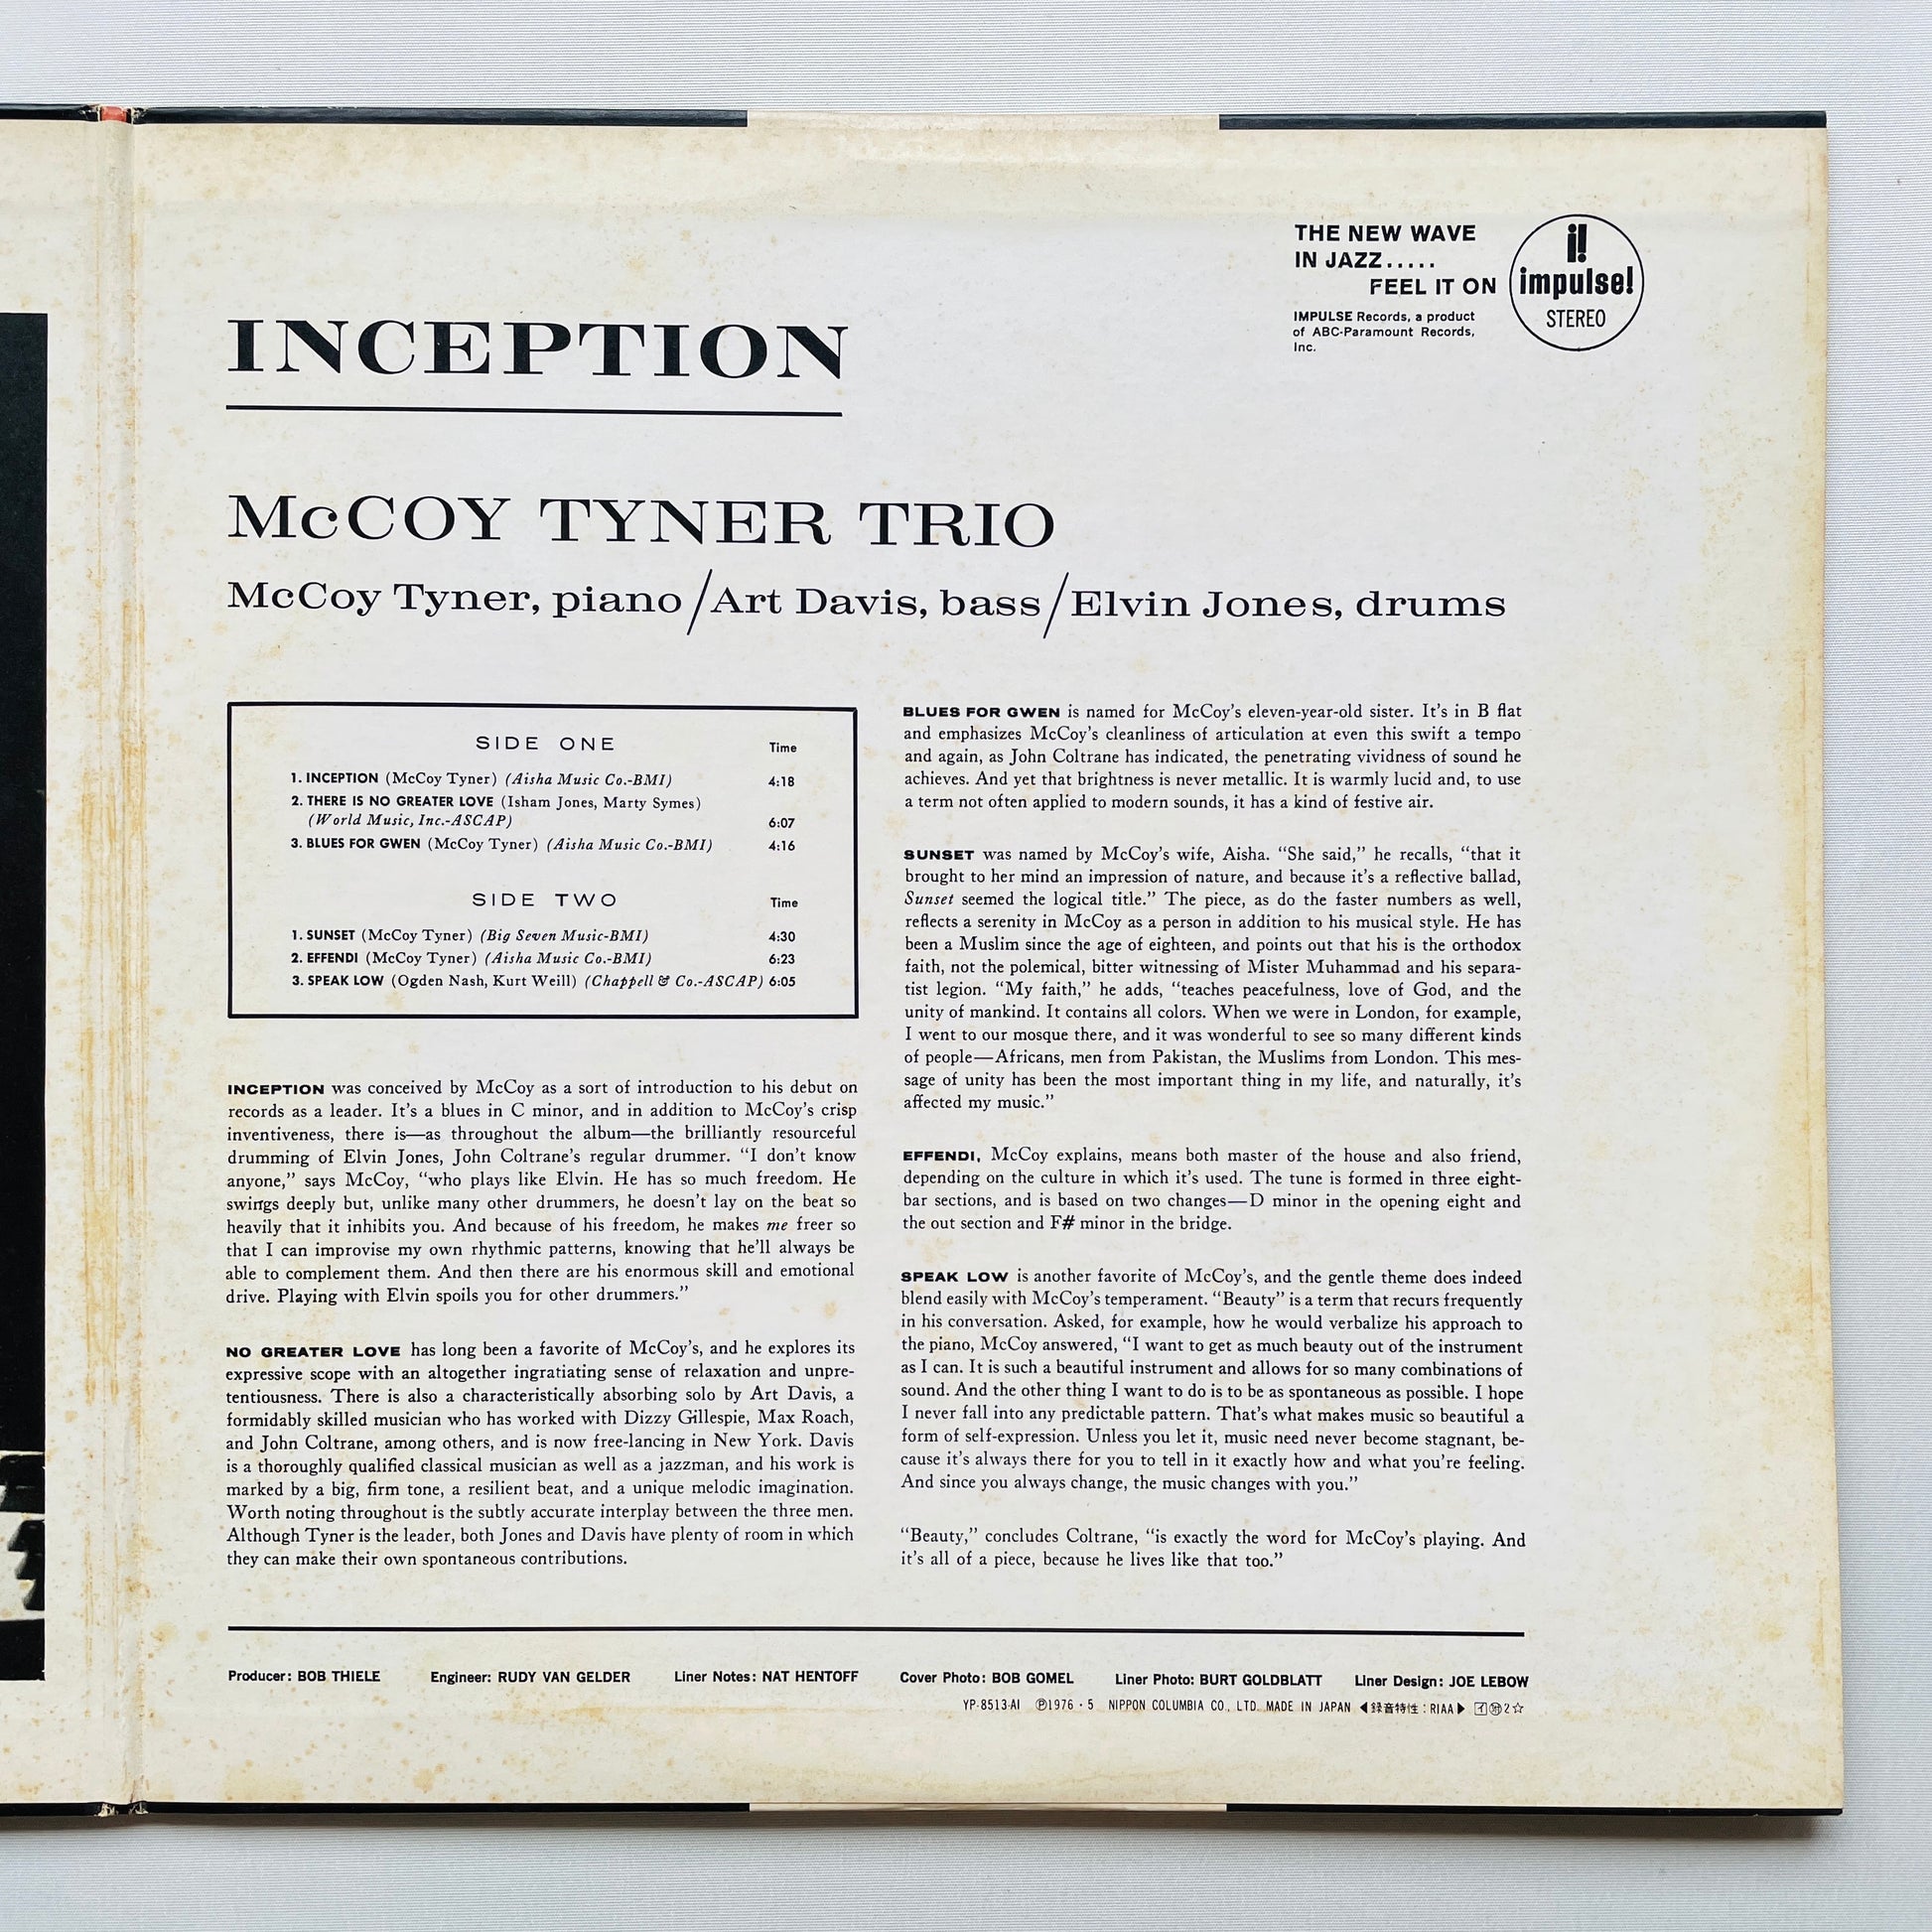 THE NEW WAVE
IN JAZZ.....
FEEL IT ON
i!
impulse!
STEREO
IMPULSE Records, a product
of ABC-Paramount Records,
Inc.
INCEPTION
McCOY TYNER TRIO
McCoy Tyner, piano/Art Davis, bass/Elvin Jones, drums
SIDE ONE Time
1. INCEPTION (McCoy Tyner) (Aisha Music Co.-BMI) 4:18
2. THERE IS NO GREATER LOVE (Isham Jones, Marty Symes)
(World Music, Inc.-ASCAP) 6:07
3. BLUES FOR GWEN (McCoy Tyner) (Aisha Music Co.-BMI) 4:16
SIDE TWO Time
1. SUNSET (McCoy Tyner) (Big Seven Music-BMI) 4:30
2. EFFENDI (McCoy Tyner) (Aisha Music Co.-BMI) 6:23
3. SPEAK LOW (Ogden Nash, Kurt Weill) (Chappell & Co.-ASCAP) 6:05
INCEPTION was conceived by McCoy as a sort of introduction to his debut on
records as a leader. It's a blues in C minor, and in addition to McCoy's crisp
inventiveness, there is—as throughout the album—the brilliantly resourceful
drumming of Elvin Jones, John Coltrane's regular drummer. “I don't know
anyone,” says McCoy, “who plays like Elvin. He has so much freedom. He
swings deeply but, unlike many other drummers, he doesn't lay on the beat so
heavily that it inhibits you. And because of his freedom, he makes me freer so
that I can improvise my own rhythmic patterns, knowing that he'll always be
able to complement them. And then there are his enormous skill and emotional
drive. Playing with Elvin spoils you for other drummers.”
NO GREATER LOVE has long been a favorite of McCoy's, and he explores its
expressive scope with an altogether ingratiating sense of relaxation and unpre-
tentiousness. There is also a characteristically absorbing solo by Art Davis, a
formidably skilled musician who has worked with Dizzy Gillespie, Max Roach,
and John Coltrane, among others, and is now free-lancing in New York. Davis
is a thoroughly qualified classical musician as well as a jazzman, and his work is
marked by a big, firm tone, a resilient beat, and a unique melodic imagination.
Worth noting throughout is the subtly accurate interplay between the three men.
Although Tyner is the leader, both Jones and Davis have plenty of room in which
they can make their own spontaneous contributions.
BLUES FOR GWEN is named for McCoy's eleven-year-old sister. It's in B flat
and emphasizes McCoy's cleanliness of articulation at even this swift a tempo
and again, as John Coltrane has indicated, the penetrating vividness of sound he
achieves. And yet that brightness is never metallic. It is warmly lucid and, to use
a term not often applied to modern sounds, it has a kind of festive air.
SUNSET was named by McCoy's wife, Aisha. “She said,” he recalls, “that it
brought to her mind an impression of nature, and because it's a reflective ballad,
Sunset seemed the logical title.” The piece, as do the faster numbers as well,
reflects a serenity in McCoy as a person in addition to his musical style. He has
been a Muslim since the age of eighteen, and points out that his is the orthodox
faith, not the polemical, bitter witnessing of Mister Muhammad and his separa-
tist legion. “My faith,” he adds, “teaches peacefulness, love of God, and the
unity of mankind. It contains all colors. When we were in London, for example,
I went to our mosque there, and it was wonderful to see so many different kinds
of people—Africans, men from Pakistan, the Muslims from London. This mes-
sage of unity has been the most important thing in my life, and naturally, it's
affected my music.”
EFFENDI, McCoy explains, means both master of the house and also friend,
depending on the culture in which it's used. The tune is formed in three eight-
bar sections, and is based on two changes—D minor in the opening eight and
the out section and F# minor in the bridge.
SPEAK LOW is another favorite of McCoy's, and the gentle theme does indeed
blend easily with McCoy's temperament. “Beauty” is a term that recurs frequently
in his conversation. Asked, for example, how he would verbalize his approach to
the piano, McCoy answered, “I want to get as much beauty out of the instrument
as I can. It is such a beautiful instrument and allows for so many combinations of
sound. And the other thing I want to do is to be as spontaneous as possible. I hope
I never fall into any predictable pattern. That's what makes music so beautiful a
form of self-expression. Unless you let it, music need never become stagnant, be-
cause it's always there for you to tell in it exactly how and what you're feeling.
And since you always change, the music changes with you.”
“Beauty,” concludes Coltrane, “is exactly the word for McCoy's playing. And
it's all of a piece, because he lives like that too.”
Producer: BOB THIELE Engineer: RUDY VAN GELDER Liner Notes: NAT HENTOFF Cover Photo: BOB GOMEL Liner Photo: BURT GOLDBLATT Liner Design: JOE LEBOW
YP-8513-AI Ⓟ1976・5 NIPPON COLUMBIA CO., LTD. MADE IN JAPAN ◀録音特性：RIAA▶ 2☆